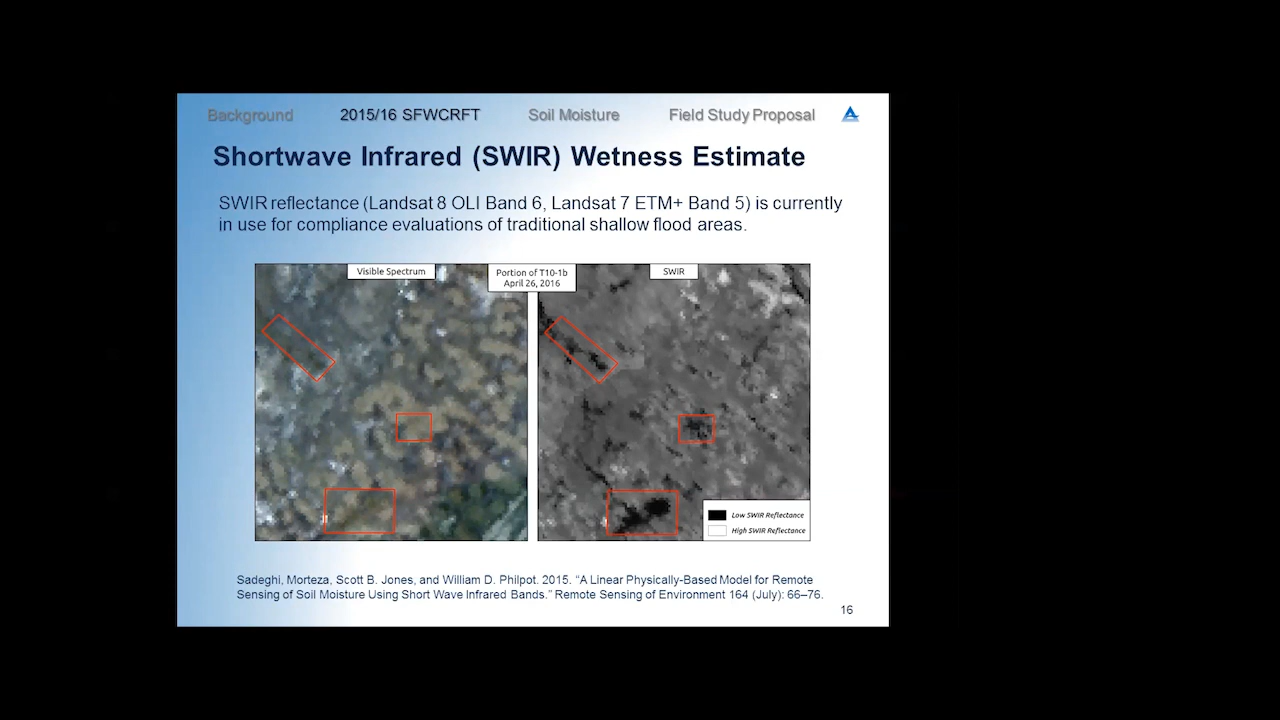 Background 2015/16 SFWCRFT Soil Moisture Field Study Proposal
Shortwave Infrared (SWIR) Wetness Estimate
SWIR reflectance (Landsat 8 OLI Band 6, Landsat 7 ETM+ Band 5) is currently
in use for compliance evaluations of traditional shallow flood areas.
Visible Spectrum
Portion of T10-1b
April 26, 2016
SWIR
Low SWIR Reflectance
High SWIR Reflectance
Sadeghi, Morteza, Scott B. Jones, and William D. Philpot. 2015. “A Linear Physically-Based Model for Remote
Sensing of Soil Moisture Using Short Wave Infrared Bands.” Remote Sensing of Environment 164 (July): 66–76.
16